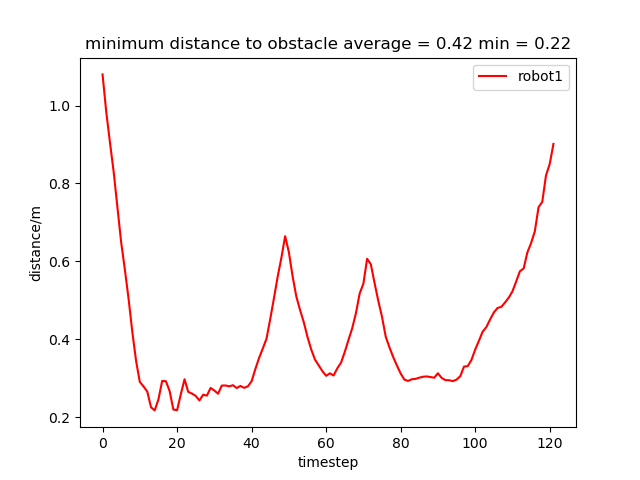 minimum distance to obstacle average = 0.42 min = 0.22
robot1
1.0
0.8
0.6
0.4
0.2
distance/m
0 20 40 60 80 100 120
timestep